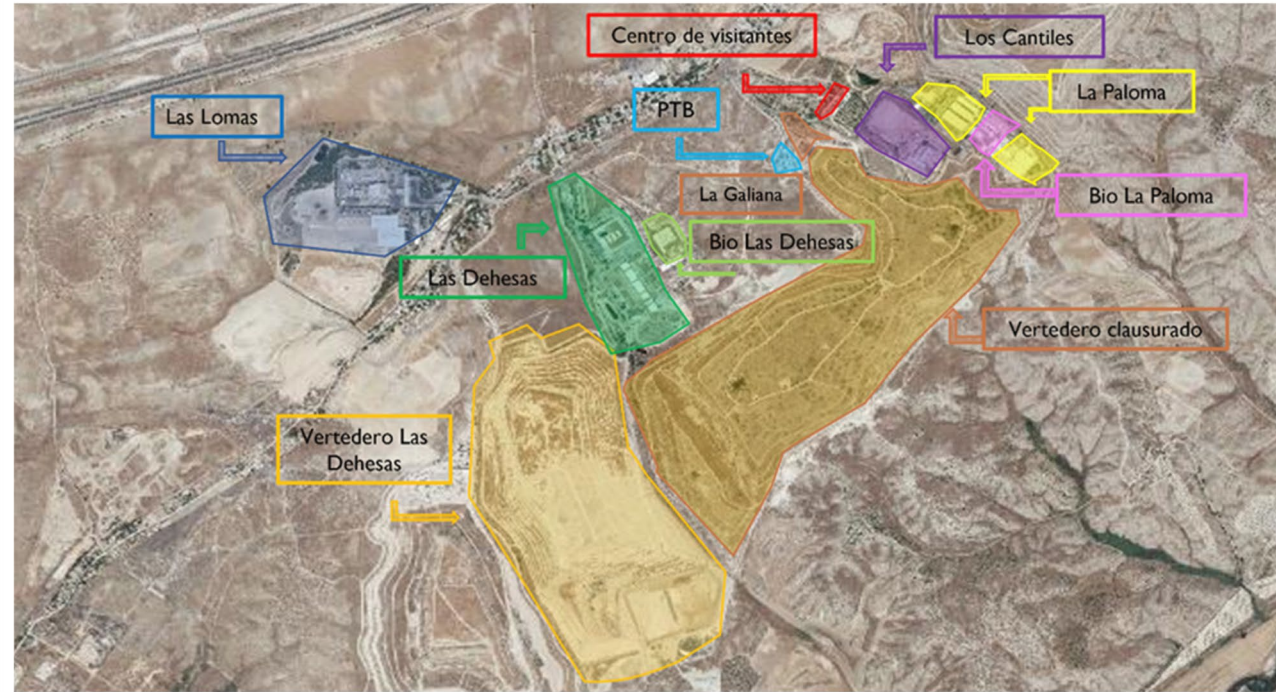 Centro de visitantes
Los Cantiles
La Paloma
Las Lomas
PTB
La Galiana
Bio La Paloma
Bio Las Dehesas
Las Dehesas
Vertedero clausurado
Vertedero Las
Dehesas